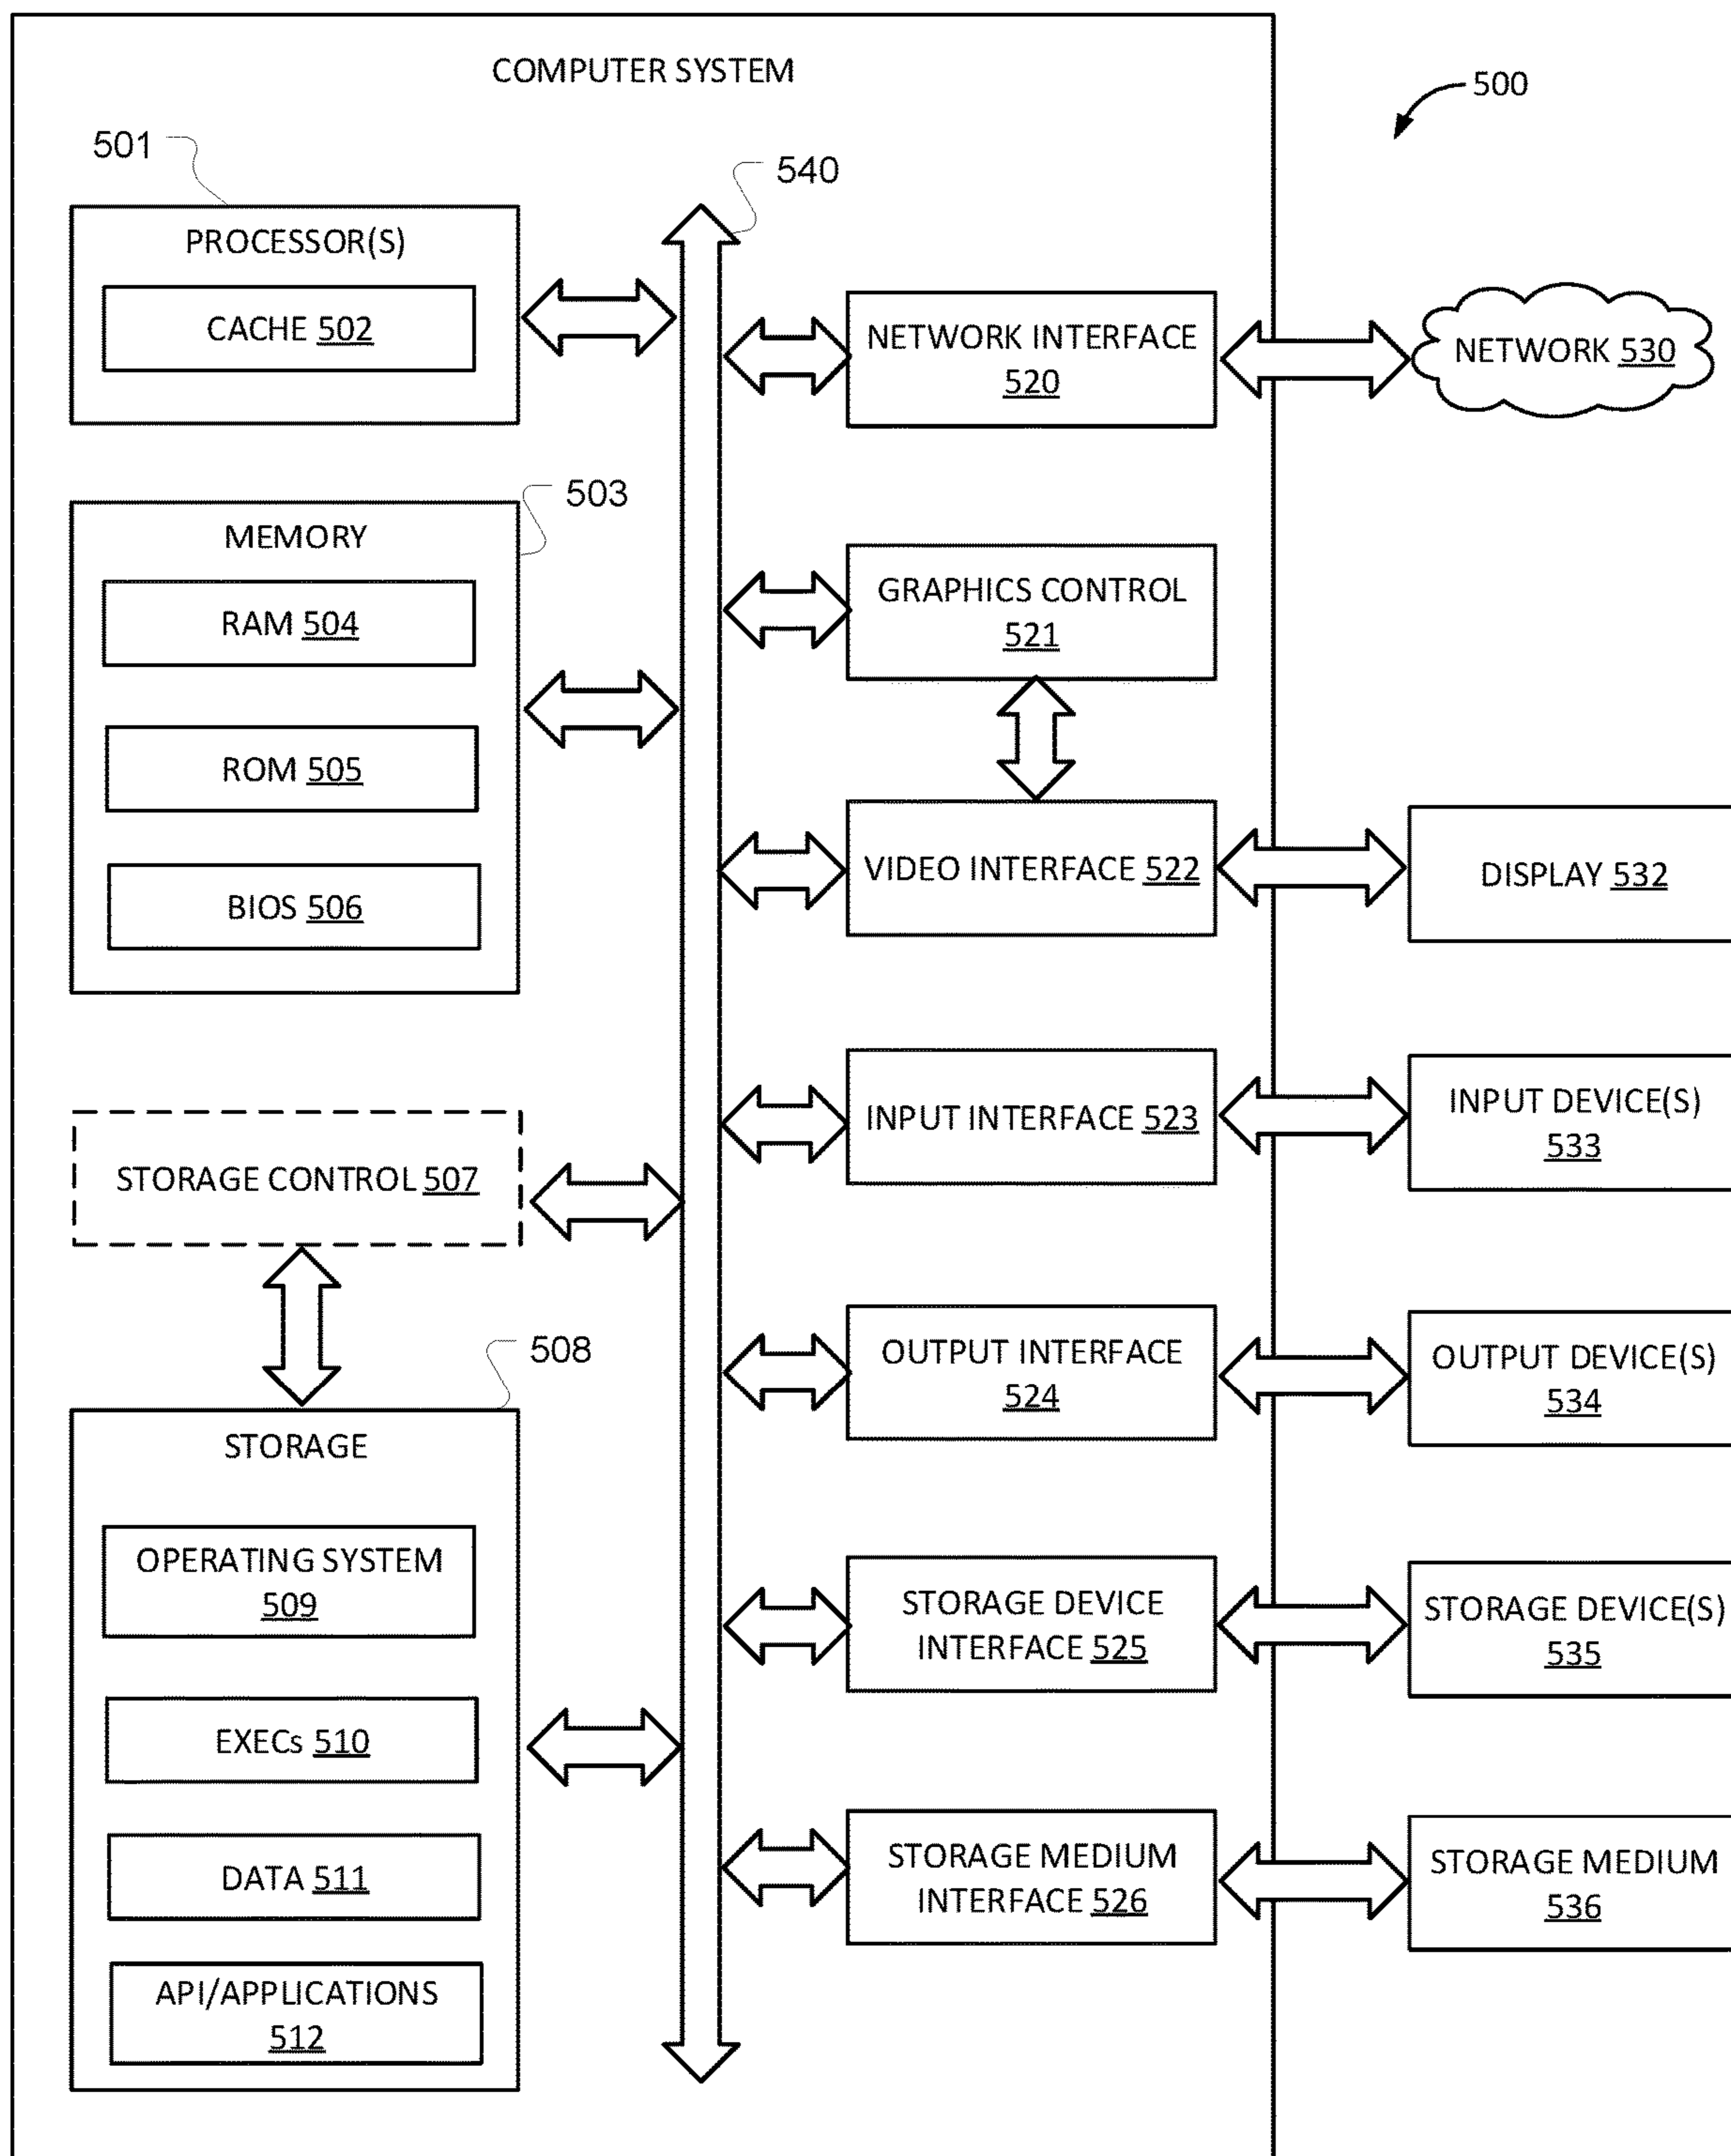 COMPUTER SYSTEM
500
501
540
PROCESSOR(S)
CACHE 502
503
MEMORY
RAM 504
ROM 505
BIOS 506
STORAGE CONTROL 507
508
STORAGE
OPERATING SYSTEM
509
EXECs 510
DATA 511
API/APPLICATIONS
512
NETWORK INTERFACE
520
NETWORK 530
GRAPHICS CONTROL
521
VIDEO INTERFACE 522
DISPLAY 532
INPUT INTERFACE 523
INPUT DEVICE(S)
533
OUTPUT INTERFACE
524
OUTPUT DEVICE(S)
534
STORAGE DEVICE
INTERFACE 525
STORAGE DEVICE(S)
535
STORAGE MEDIUM
INTERFACE 526
STORAGE MEDIUM
536